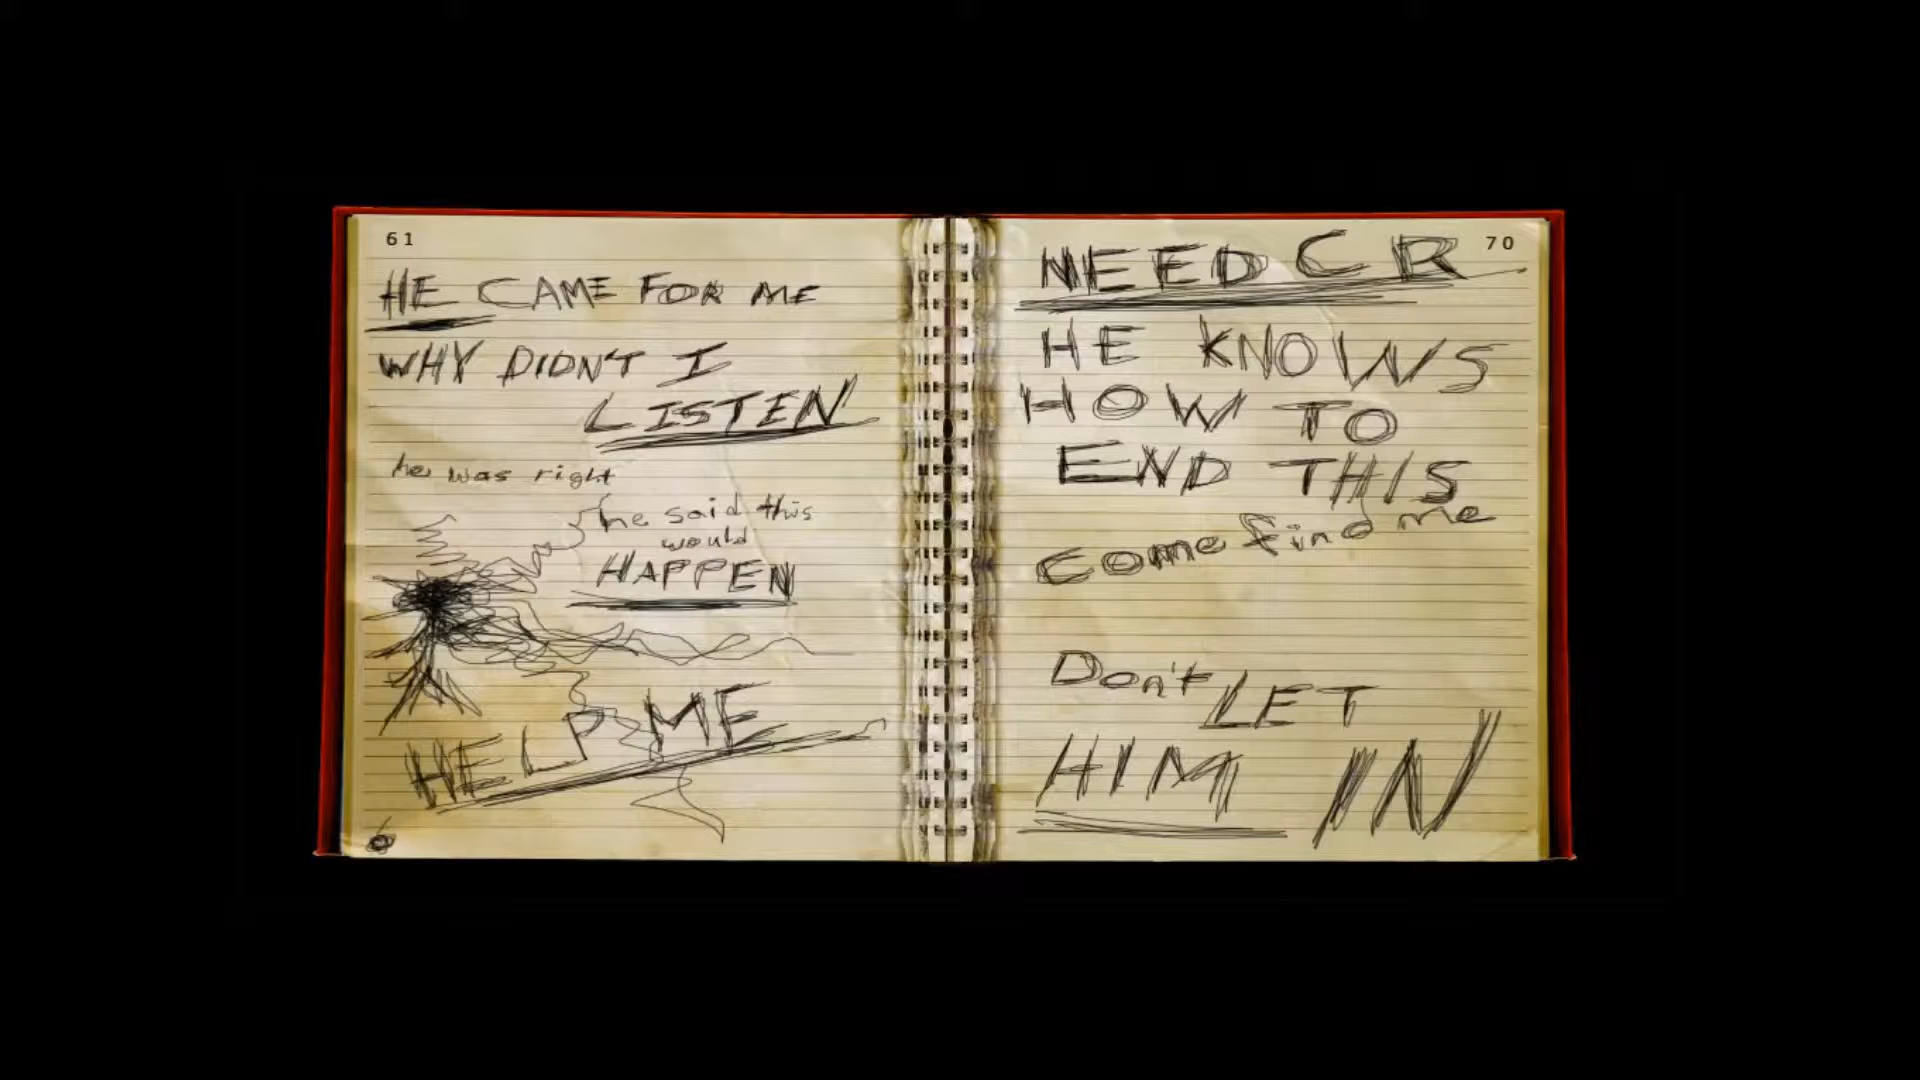 61
HE CAME FOR ME
WHY DIDN'T I
LISTEN
he was right
he said this
would
HAPPEN
HELP ME
70
NEED CR
HE KNOWS
HOW TO
END THIS
come find me
Don't LET
HIM IN